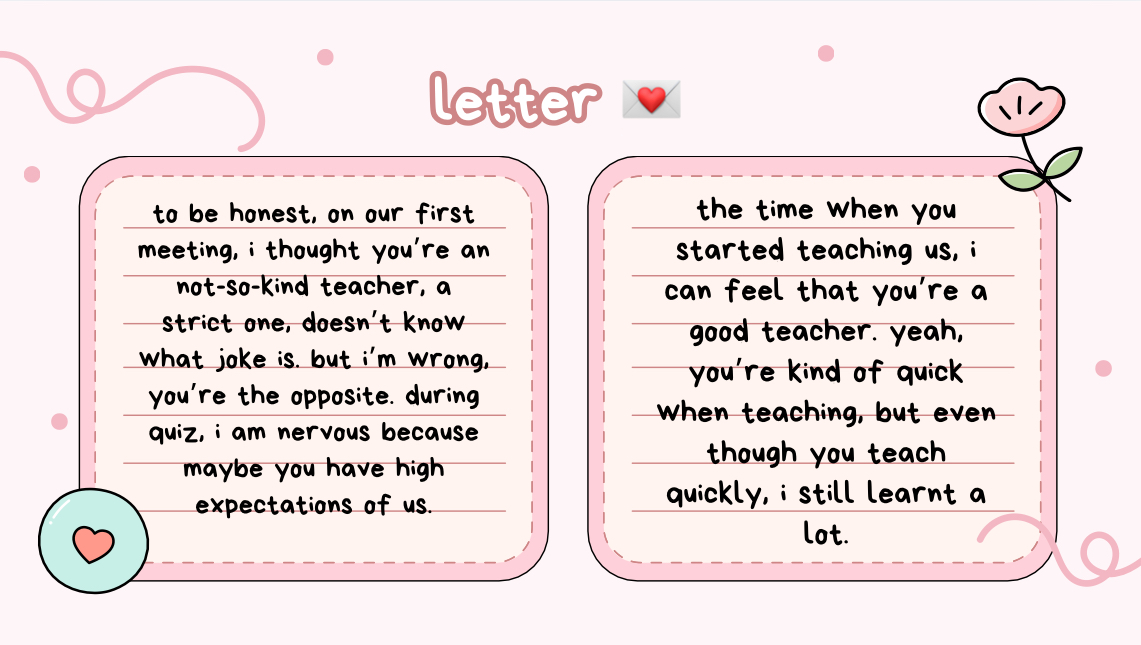 letter
to be honest, on our first
meeting, i thought you're an
not-so-kind teacher, a
strict one, doesn't know
what joke is. but i'm wrong,
you're the opposite. during
quiz, i am nervous because
maybe you have high
expectations of us.
the time when you
started teaching us, i
can feel that you're a
good teacher. yeah,
you're kind of quick
when teaching, but even
though you teach
quickly, i still learnt a
lot.